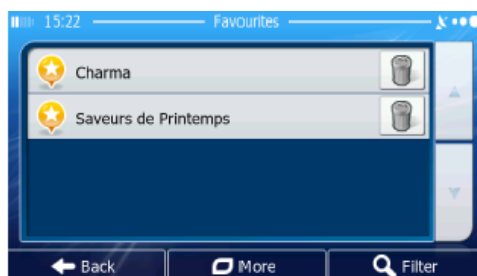 15:22 Favourites
Charma
Saveurs de Printemps
Back More Filter